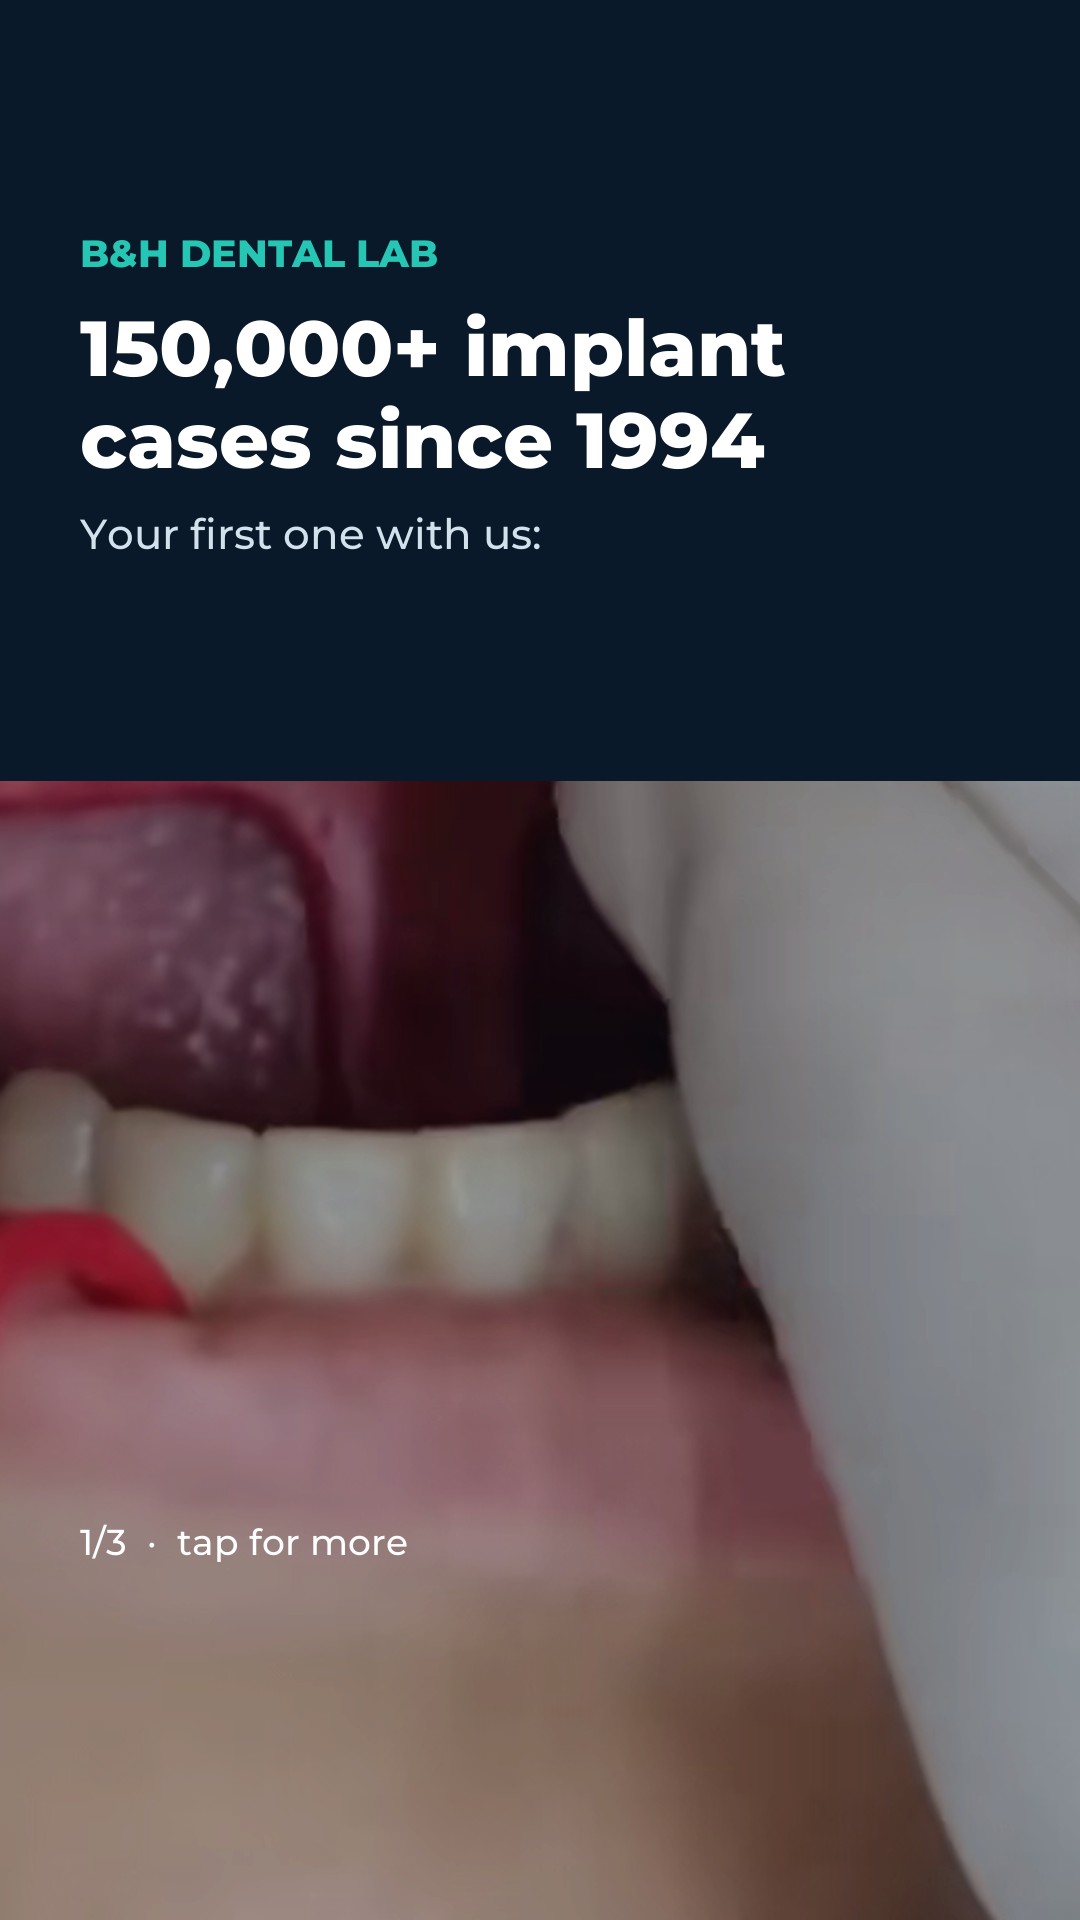 B&H DENTAL LAB
150,000+ implant
cases since 1994
Your first one with us:
1/3 · tap for more